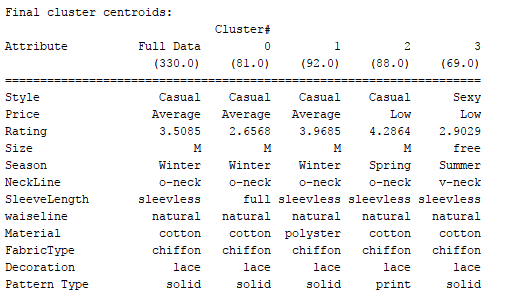 Final cluster centroids:
Cluster#
Attribute Full Data 0 1 2 3
(330.0) (81.0) (92.0) (88.0) (69.0)
================================================================
Style Casual Casual Casual Casual Sexy
Price Average Average Average Low Low
Rating 3.5085 2.6568 3.9685 4.2864 2.9029
Size M M M M free
Season Winter Winter Winter Spring Summer
NeckLine o-neck o-neck o-neck o-neck v-neck
SleeveLength sleevless full sleevless sleevless sleevless
waiseline natural natural natural natural natural
Material cotton cotton polyster cotton cotton
FabricType chiffon chiffon chiffon chiffon chiffon
Decoration lace lace lace lace lace
Pattern Type solid solid solid print solid